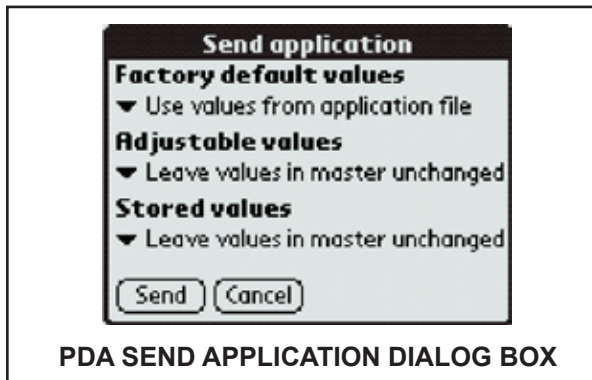 Send application
Factory default values
Use values from application file
Adjustable values
Leave values in master unchanged
Stored values
Leave values in master unchanged
Send Cancel
PDA SEND APPLICATION DIALOG BOX